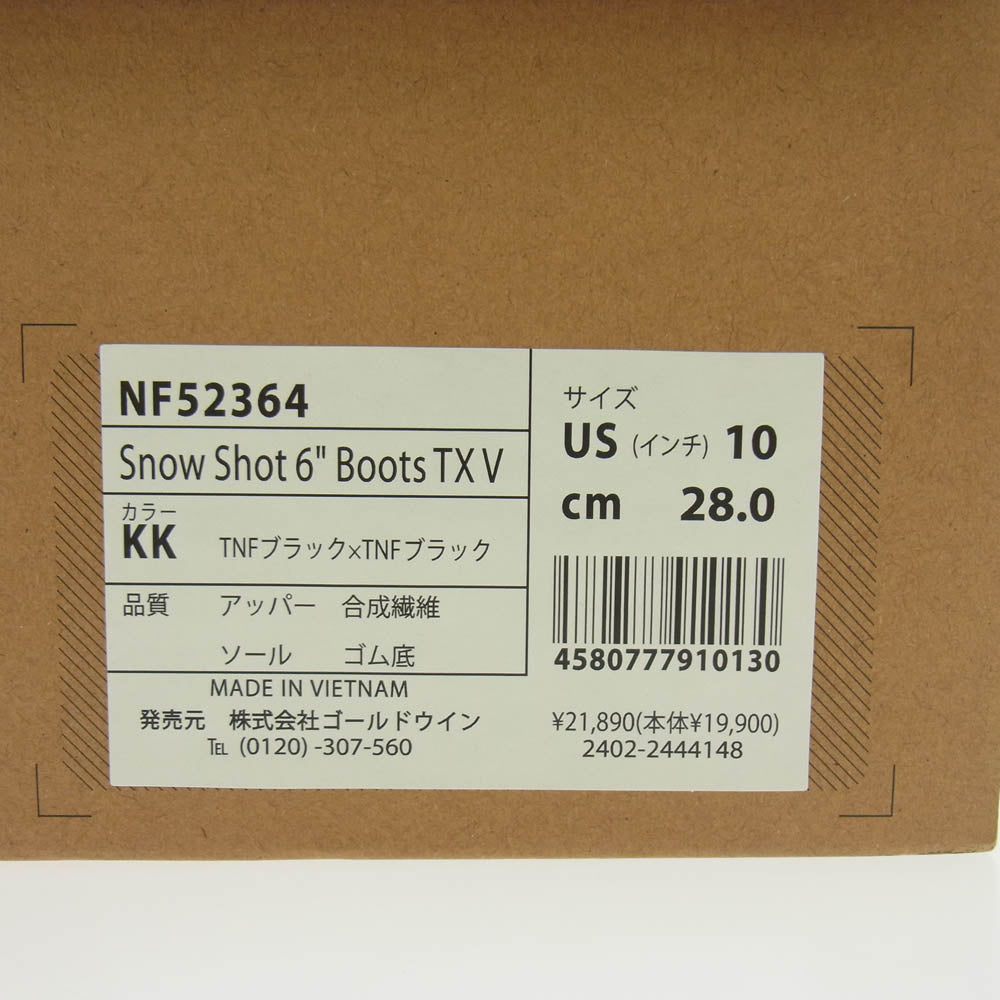 NF52364
Snow Shot 6" Boots TX V
カラー
KK TNFブラック×TNFブラック
品質 アッパー 合成繊維
ソール ゴム底
MADE IN VIETNAM
発売元 株式会社ゴールドウイン
℡ (0120) -307-560
サイズ
US (インチ) 10
cm 28.0
4580777910130
¥21,890(本体¥19,900)
2402-2444148